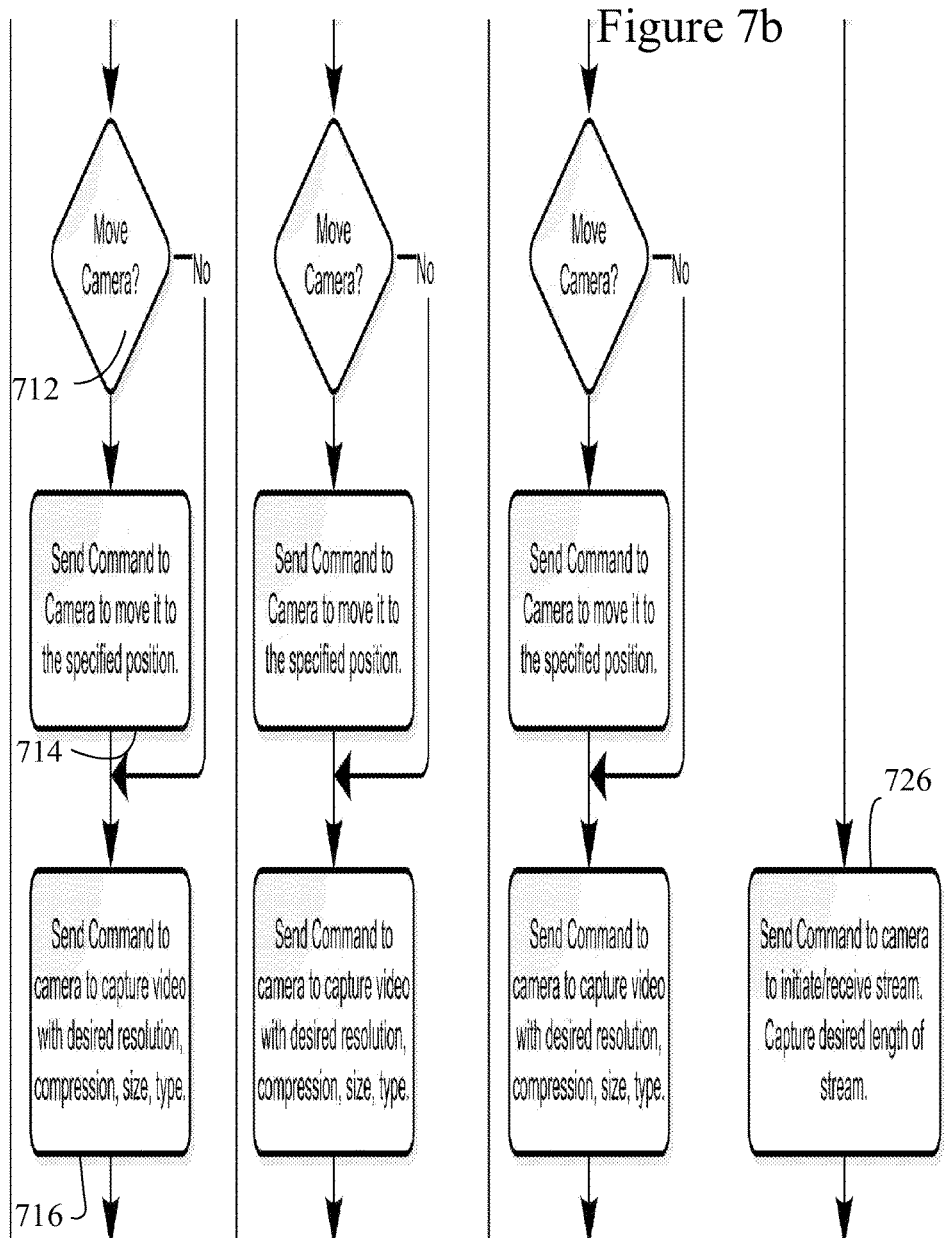 Figure 7b
Move
Camera?
No
712
Send Command to
Camera to move it to
the specified position.
714
Send Command to
camera to capture video
with desired resolution,
compression, size, type.
716
Move
Camera?
No
Send Command to
Camera to move it to
the specified position.
Send Command to
camera to capture video
with desired resolution,
compression, size, type.
Move
Camera?
No
Send Command to
Camera to move it to
the specified position.
Send Command to
camera to capture video
with desired resolution,
compression, size, type.
726
Send Command to camera
to initiate/receive stream.
Capture desired length of
stream.